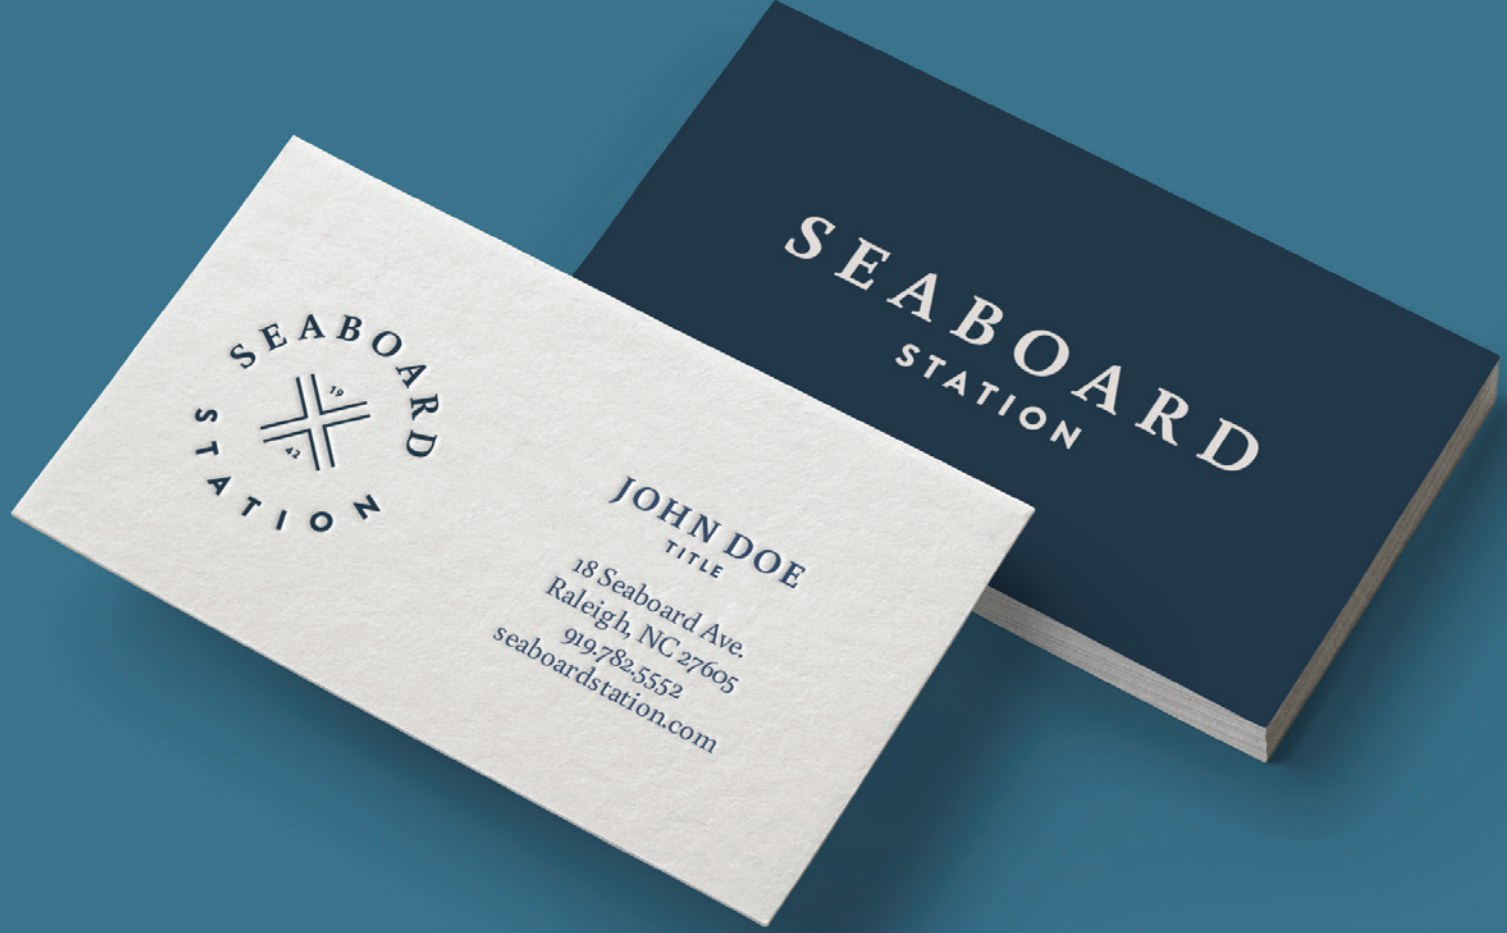 SEABOARD
STATION
19
42
JOHN DOE
TITLE
18 Seaboard Ave.
Raleigh, NC 27605
919.782.5552
seaboardstation.com
SEABOARD
STATION